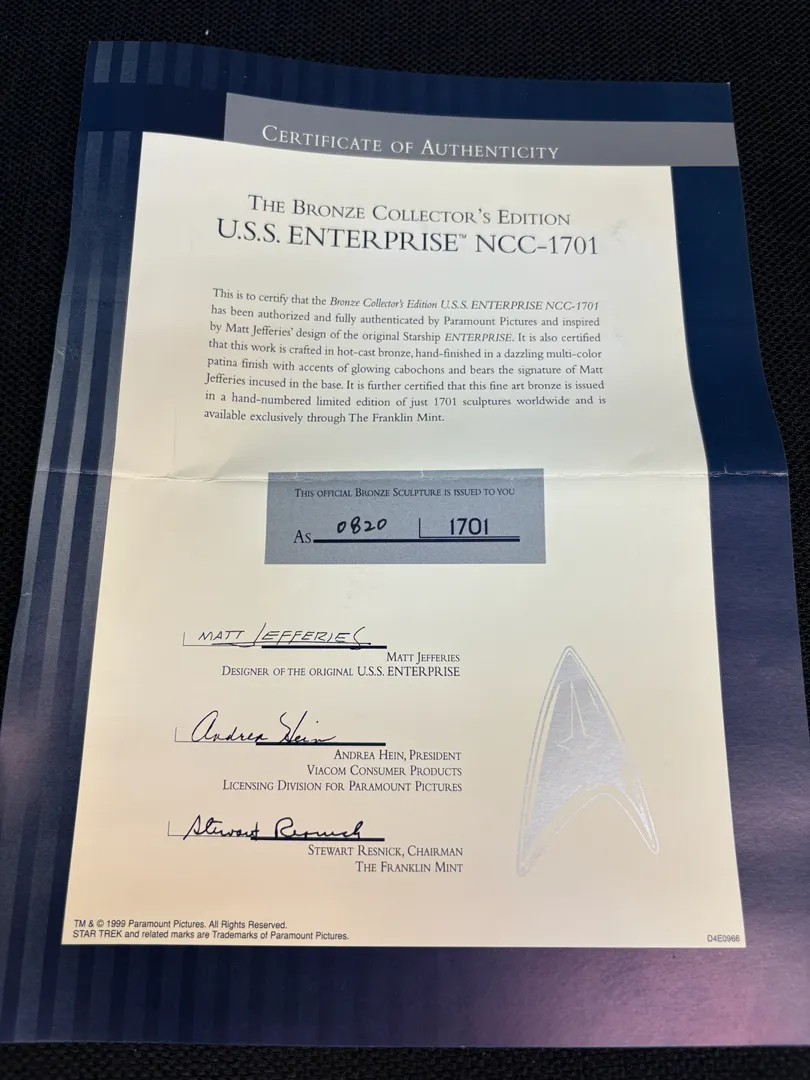 CERTIFICATE OF AUTHENTICITY
THE BRONZE COLLECTOR'S EDITION
U.S.S. ENTERPRISE™ NCC-1701
This is to certify that the Bronze Collector's Edition U.S.S. ENTERPRISE NCC-1701
has been authorized and fully authenticated by Paramount Pictures and inspired
by Matt Jefferies' design of the original Starship ENTERPRISE. It is also certified
that this work is crafted in hot-cast bronze, hand-finished in a dazzling multi-color
patina finish with accents of glowing cabochons and bears the signature of Matt
Jefferies incused in the base. It is further certified that this fine art bronze is issued
in a hand-numbered limited edition of just 1701 sculptures worldwide and is
available exclusively through The Franklin Mint.
THIS OFFICIAL BRONZE SCULPTURE IS ISSUED TO YOU
AS 0820 1701
MATT JEFFERIES
MATT JEFFERIES
DESIGNER OF THE ORIGINAL U.S.S. ENTERPRISE
Andrea Hein
ANDREA HEIN, PRESIDENT
VIACOM CONSUMER PRODUCTS
LICENSING DIVISION FOR PARAMOUNT PICTURES
Stewart Resnick
STEWART RESNICK, CHAIRMAN
THE FRANKLIN MINT
TM & © 1999 Paramount Pictures. All Rights Reserved.
STAR TREK and related marks are Trademarks of Paramount Pictures.
D4E0966